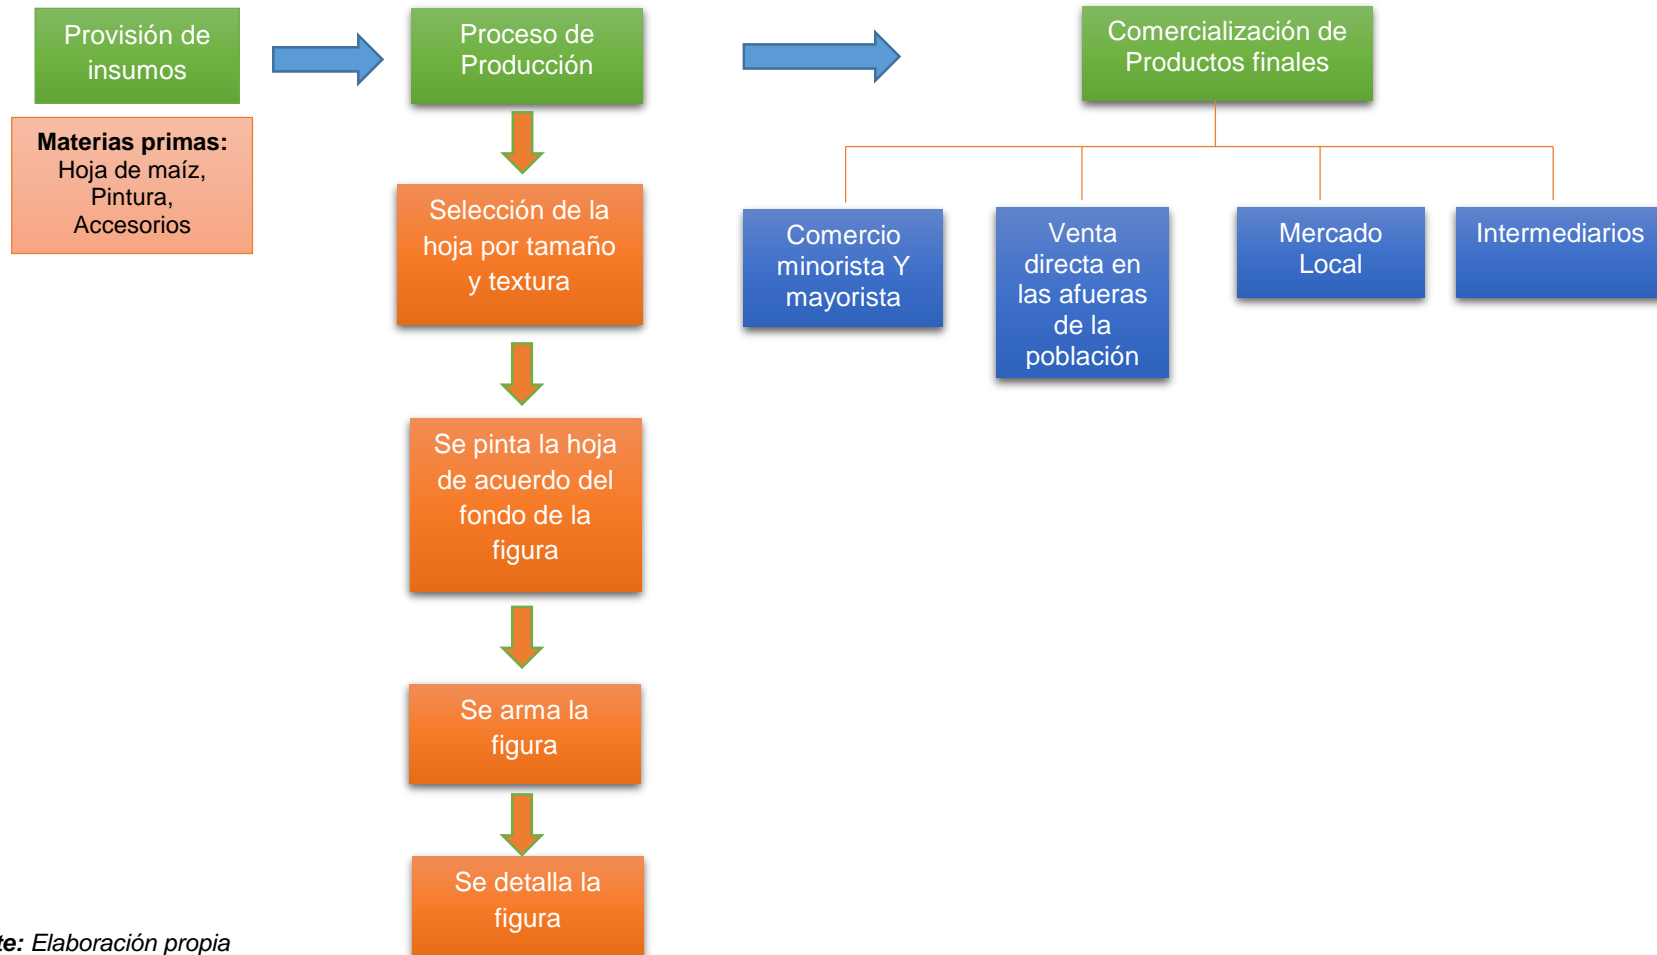 Provisión de
insumos
Proceso de
Producción
Comercialización de
Productos finales
Materias primas:
Hoja de maíz,
Pintura,
Accesorios
Selección de la
hoja por tamaño
y textura
Comercio
minorista Y
mayorista
Venta
directa en
las afueras
de la
población
Mercado
Local
Intermediarios
Se pinta la hoja
de acuerdo del
fondo de la
figura
Se arma la
figura
Se detalla la
figura
te: Elaboración propia